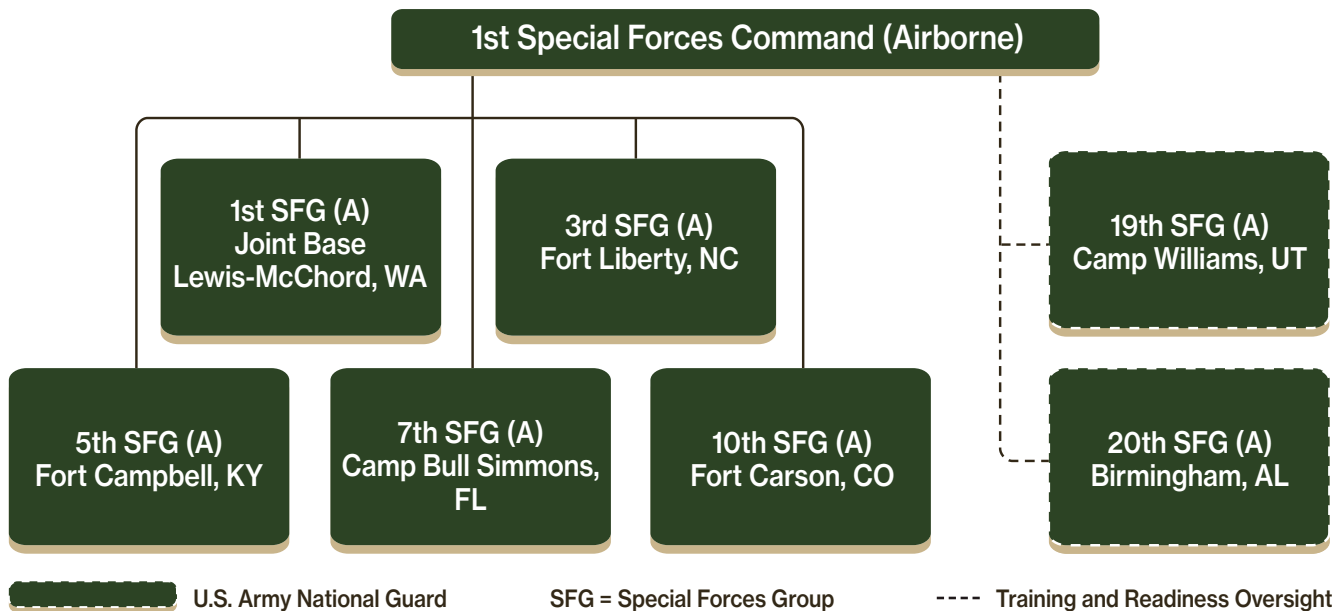 1st Special Forces Command (Airborne)
1st SFG (A)
Joint Base
Lewis-McChord, WA
3rd SFG (A)
Fort Liberty, NC
19th SFG (A)
Camp Williams, UT
5th SFG (A)
Fort Campbell, KY
7th SFG (A)
Camp Bull Simmons,
FL
10th SFG (A)
Fort Carson, CO
20th SFG (A)
Birmingham, AL
U.S. Army National Guard
SFG = Special Forces Group
Training and Readiness Oversight